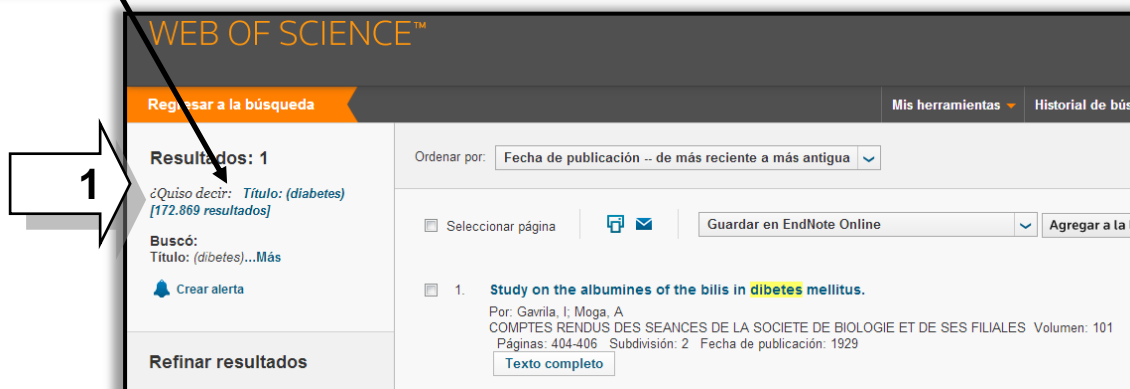 WEB OF SCIENCE™
Regresar a la búsqueda
Mis herramientas
Historial de bús
1
Resultados: 1
¿Quiso decir: Título: (diabetes)
[172.869 resultados]
Buscó:
Título: (dibetes)...Más
Crear alerta
Refinar resultados
Ordenar por: Fecha de publicación -- de más reciente a más antigua
Seleccionar página
Guardar en EndNote Online
Agregar a la
1. Study on the albumines of the bilis in dibetes mellitus.
Por: Gavrila, I; Moga, A
COMPTES RENDUS DES SEANCES DE LA SOCIETE DE BIOLOGIE ET DE SES FILIALES Volumen: 101
Páginas: 404-406 Subdivisión: 2 Fecha de publicación: 1929
Texto completo